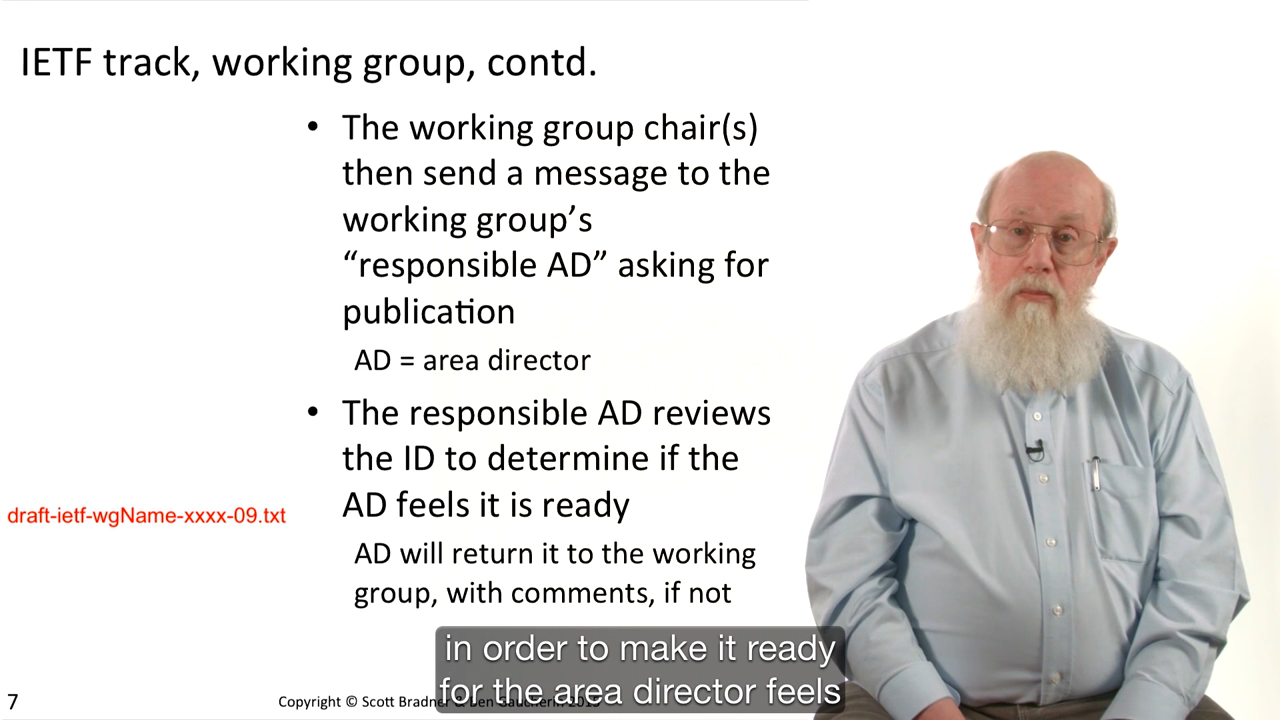 IETF track, working group, contd.
• The working group chair(s)
then send a message to the
working group’s
“responsible AD” asking for
publication
AD = area director
• The responsible AD reviews
the ID to determine if the
AD feels it is ready
draft-ietf-wgName-xxxx-09.txt
AD will return it to the working
group, with comments, if not
in order to make it ready
for the area director feels
7
Copyright © Scott Bradner & Ben Gaucherin